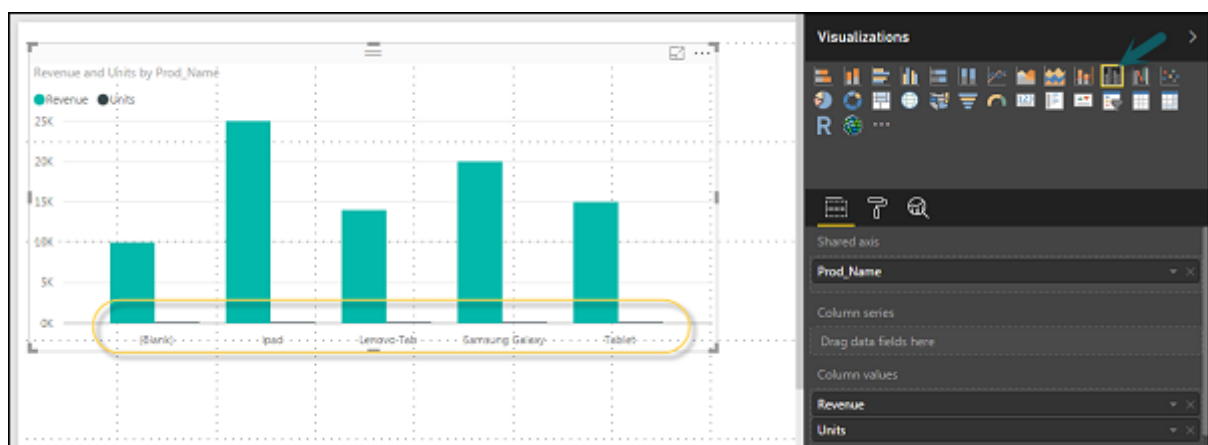 Revenue and Units by Prod_Name
Revenue Units
25K
20K
15K
10K
5K
0K
(Blank) Ipad Lenovo Tab Samsung Galaxy Tablet
Visualizations
R
Shared axis
Prod_Name
Column series
Drag data fields here
Column values
Revenue
Units